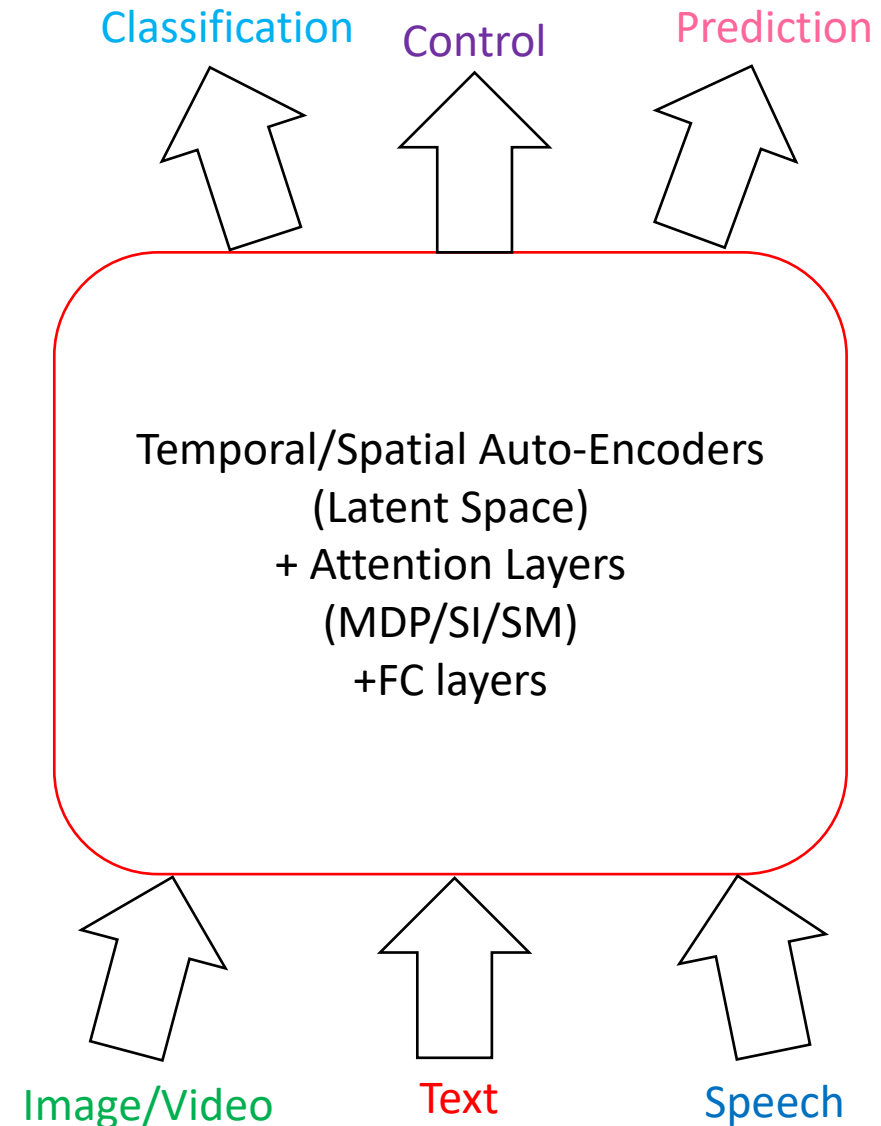 Classification
Control
Prediction
Temporal/Spatial Auto-Encoders
(Latent Space)
+ Attention Layers
(MDP/SI/SM)
+FC layers
Image/Video
Text
Speech